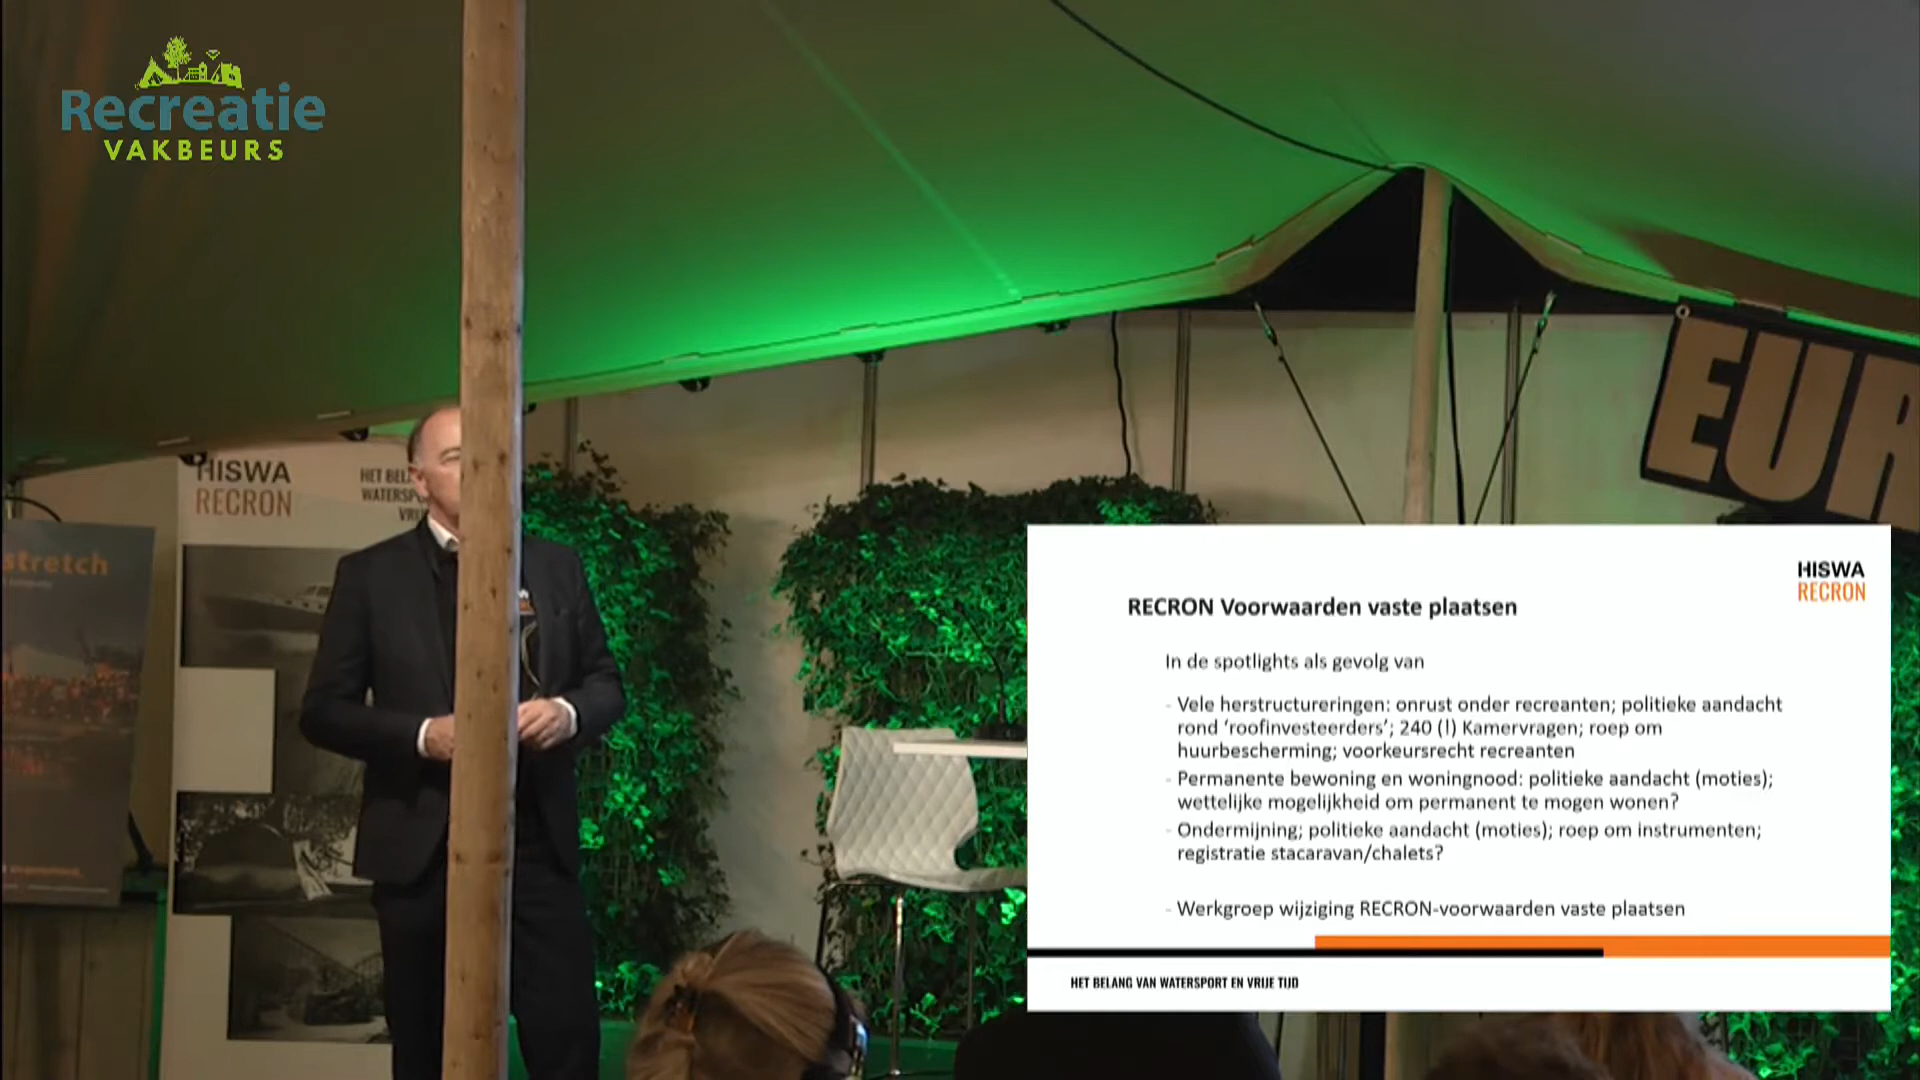 Recreatie
VAKBEURS
HISWA
RECRON
HET
WATERSP
stretch
EUR
HISWA
RECRON
RECRON Voorwaarden vaste plaatsen
In de spotlights als gevolg van
- Vele herstructureringen: onrust onder recreanten; politieke aandacht
rond ‘roofinvesteerders’; 240 (!) Kamervragen; roep om
huurbescherming; voorkeursrecht recreanten
- Permanente bewoning en woningnood: politieke aandacht (moties);
wettelijke mogelijkheid om permanent te mogen wonen?
- Ondermijning; politieke aandacht (moties); roep om instrumenten;
registratie stacaravan/chalets?
- Werkgroep wijziging RECRON-voorwaarden vaste plaatsen
HET BELANG VAN WATERSPORT EN VRIJE TIJD